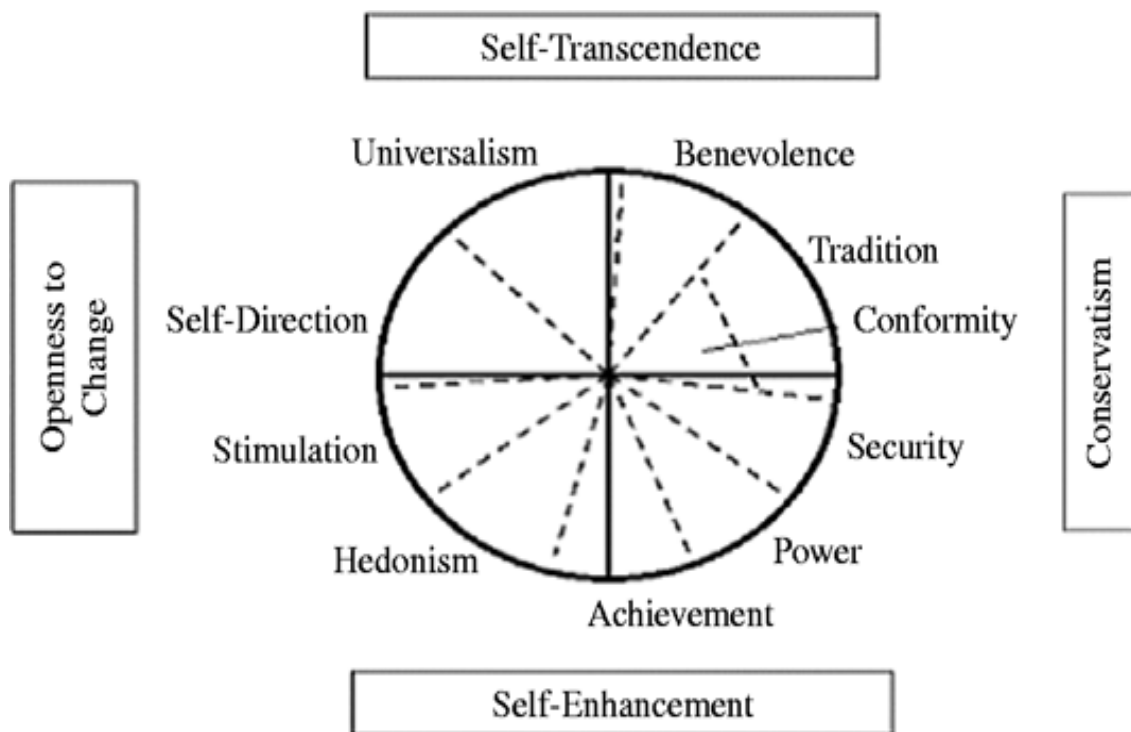 Self-Transcendence
Universalism
Benevolence
Tradition
Openness to
Change
Self-Direction
Conformity
Conservatism
Stimulation
Security
Hedonism
Power
Achievement
Self-Enhancement